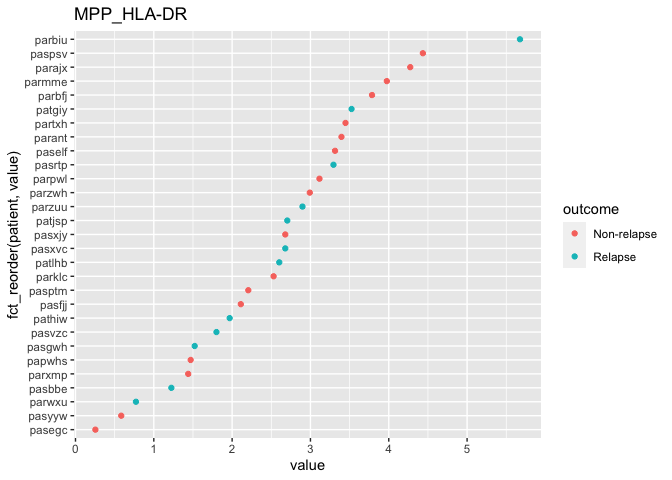 MPP_HLA-DR
fct_reorder(patient, value)
parbiu
paspsv
parajx
parmme
parbfj
patgiy
partxh
parant
paself
pasrtp
parpwl
parzwh
parzuu
patjsp
pasxjy
pasxvc
patlhb
parklc
pasptm
pasfjj
pathiw
pasvzc
pasgwh
papwhs
parxmp
pasbbe
parwxu
pasyyw
pasegc
0 1 2 3 4 5
value
outcome
Non-relapse
Relapse